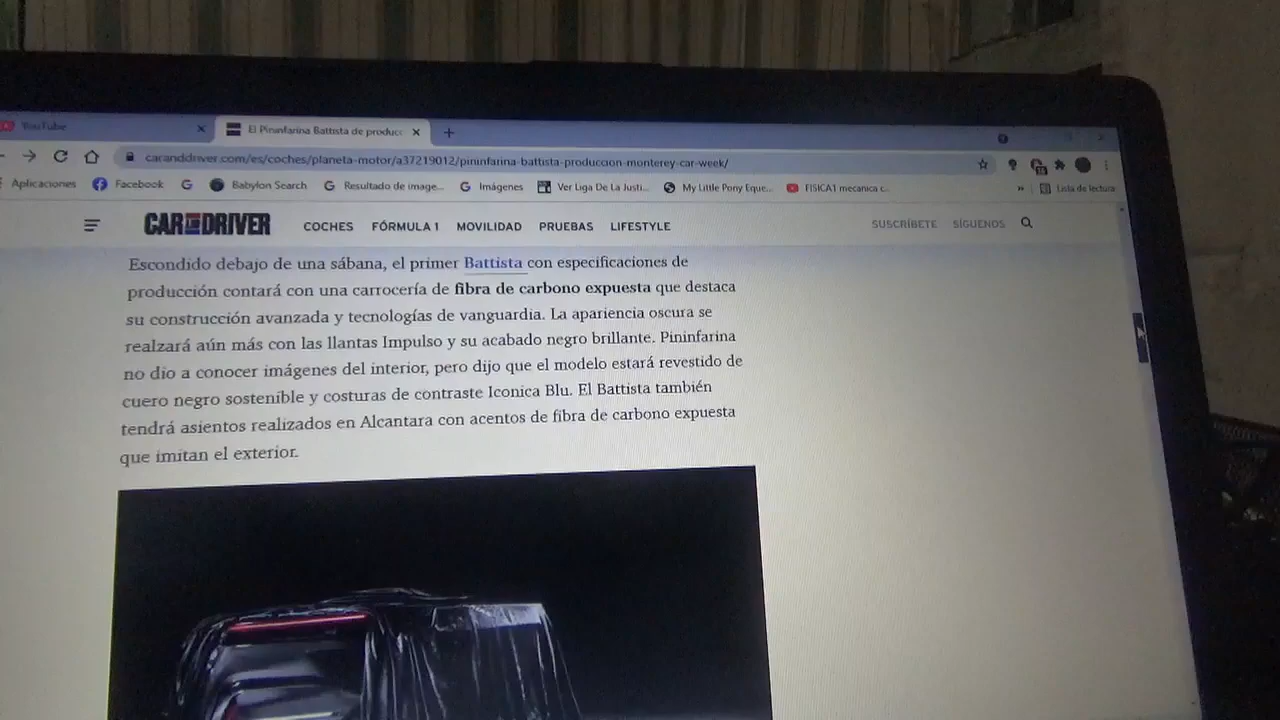 YouTube
El Pininfarina Battista de producc
caranddriver.com/es/coches/planeta-motor/a37219012/pininfarina-battista-produccion-monterey-car-week/
Aplicaciones Facebook Babylon Search Resultado de image... Imágenes Ver Liga De La Justi... My Little Pony Eque... FISICA1 mecanica c... » Lista de lectura
CAR AND DRIVER COCHES FÓRMULA 1 MOVILIDAD PRUEBAS LIFESTYLE SUSCRÍBETE SÍGUENOS
Escondido debajo de una sábana, el primer Battista con especificaciones de
producción contará con una carrocería de fibra de carbono expuesta que destaca
su construcción avanzada y tecnologías de vanguardia. La apariencia oscura se
realzará aún más con las llantas Impulso y su acabado negro brillante. Pininfarina
no dio a conocer imágenes del interior, pero dijo que el modelo estará revestido de
cuero negro sostenible y costuras de contraste Iconica Blu. El Battista también
tendrá asientos realizados en Alcantara con acentos de fibra de carbono expuesta
que imitan el exterior.